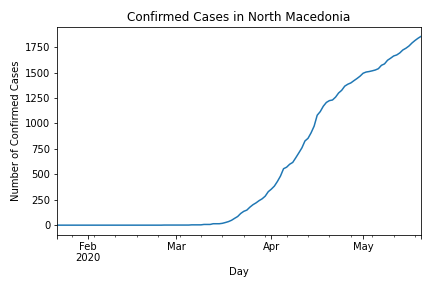 Confirmed Cases in North Macedonia
Number of Confirmed Cases
1750
1500
1250
1000
750
500
250
0
Feb
2020
Mar
Apr
May
Day